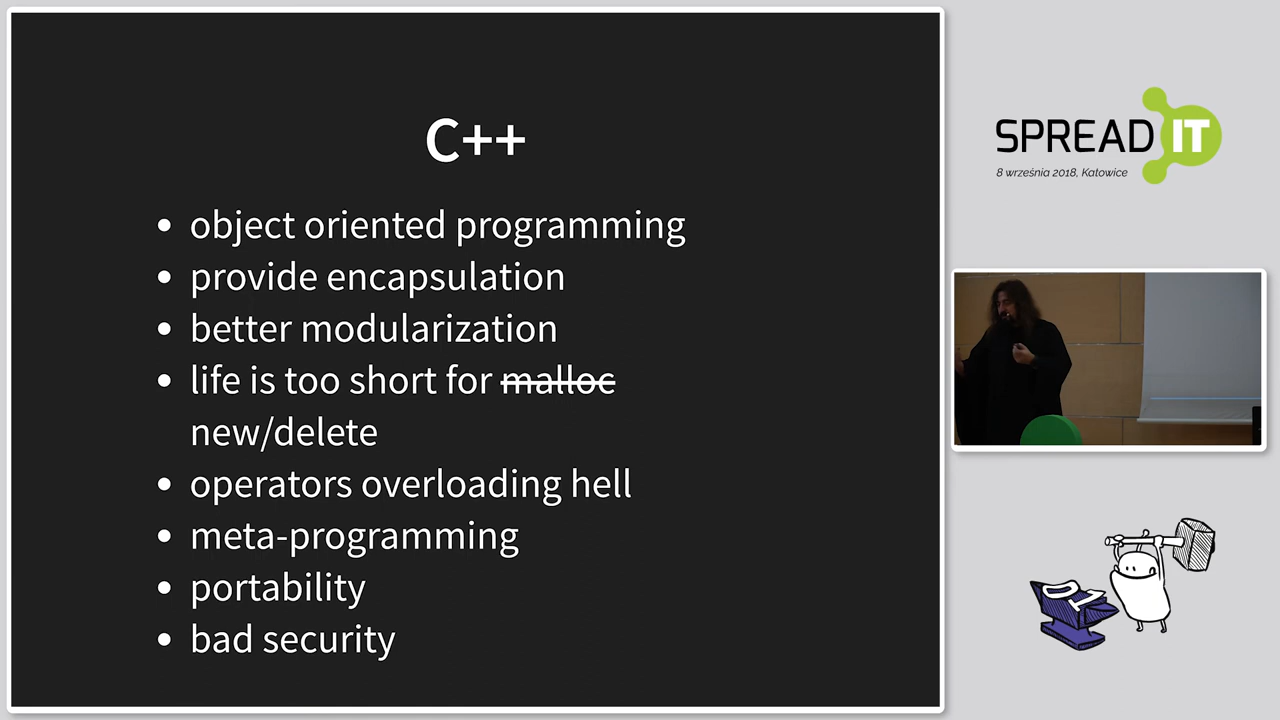 C++
• object oriented programming
• provide encapsulation
• better modularization
• life is too short for malloc
new/delete
• operators overloading hell
• meta-programming
• portability
• bad security
SPREAD IT
8 września 2018, Katowice
01